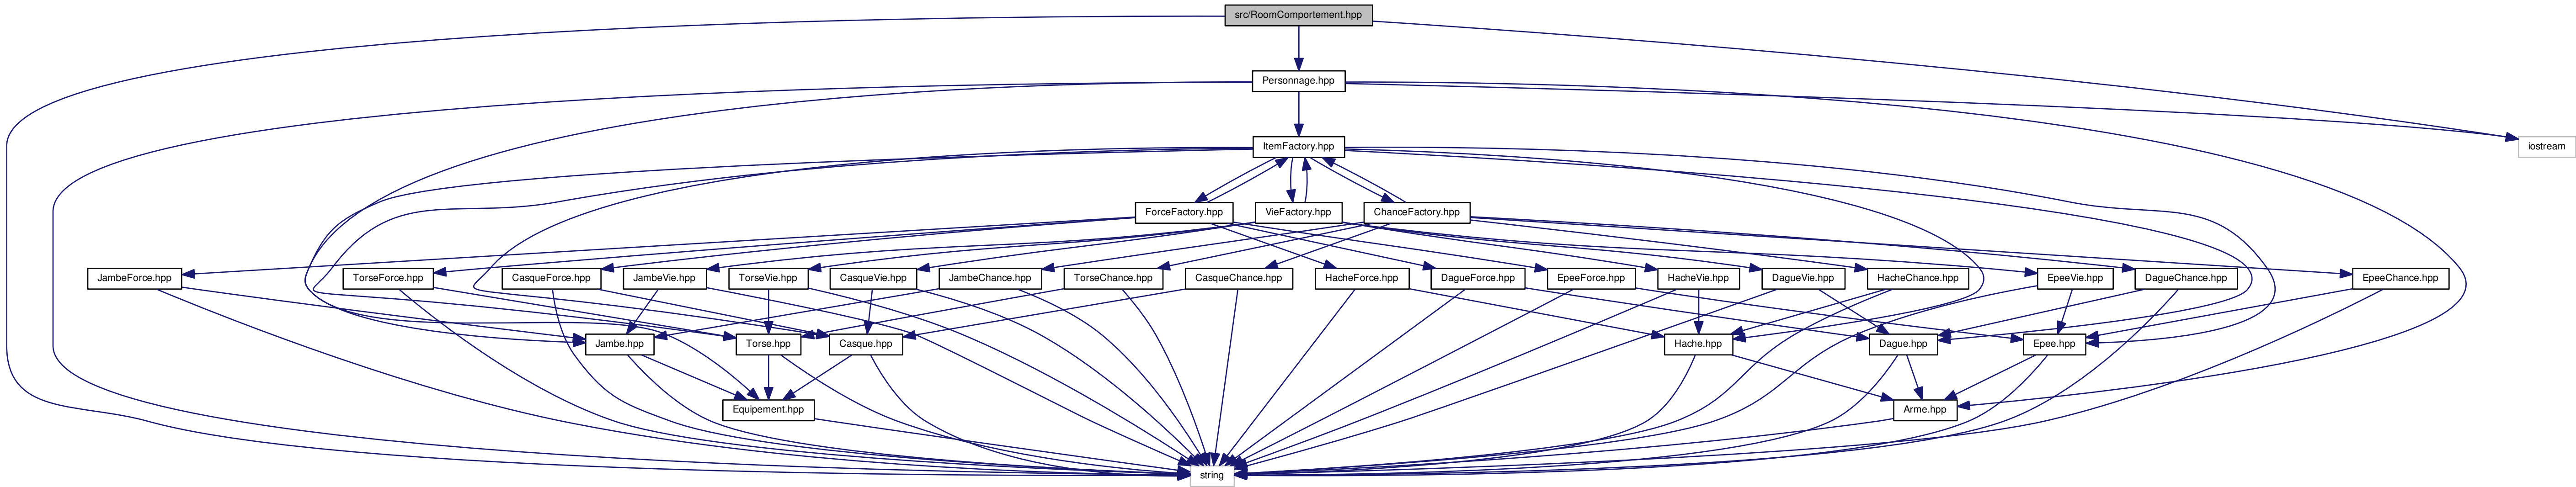 src/RoomComportement.hpp
Personnage.hpp
ItemFactory.hpp
iostream
ForceFactory.hpp
VieFactory.hpp
ChanceFactory.hpp
JambeForce.hpp
TorseForce.hpp
CasqueForce.hpp
JambeVie.hpp
TorseVie.hpp
CasqueVie.hpp
JambeChance.hpp
TorseChance.hpp
CasqueChance.hpp
HacheForce.hpp
DagueForce.hpp
EpeeForce.hpp
HacheVie.hpp
DagueVie.hpp
HacheChance.hpp
EpeeVie.hpp
DagueChance.hpp
EpeeChance.hpp
Jambe.hpp
Torse.hpp
Casque.hpp
Hache.hpp
Dague.hpp
Epee.hpp
Equipement.hpp
Arme.hpp
string